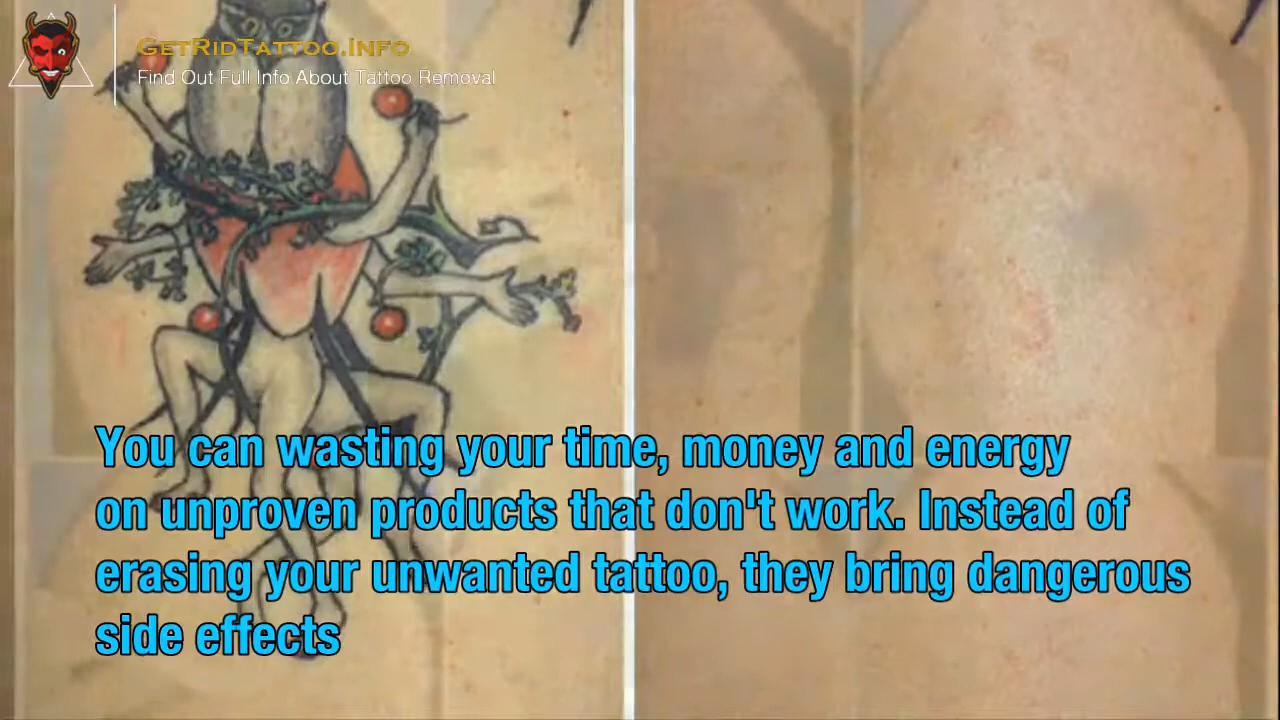 GetRidTattoo.Info
Find Out Full Info About Tattoo Removal
You can wasting your time, money and energy
on unproven products that don't work. Instead of
erasing your unwanted tattoo, they bring dangerous
side effects